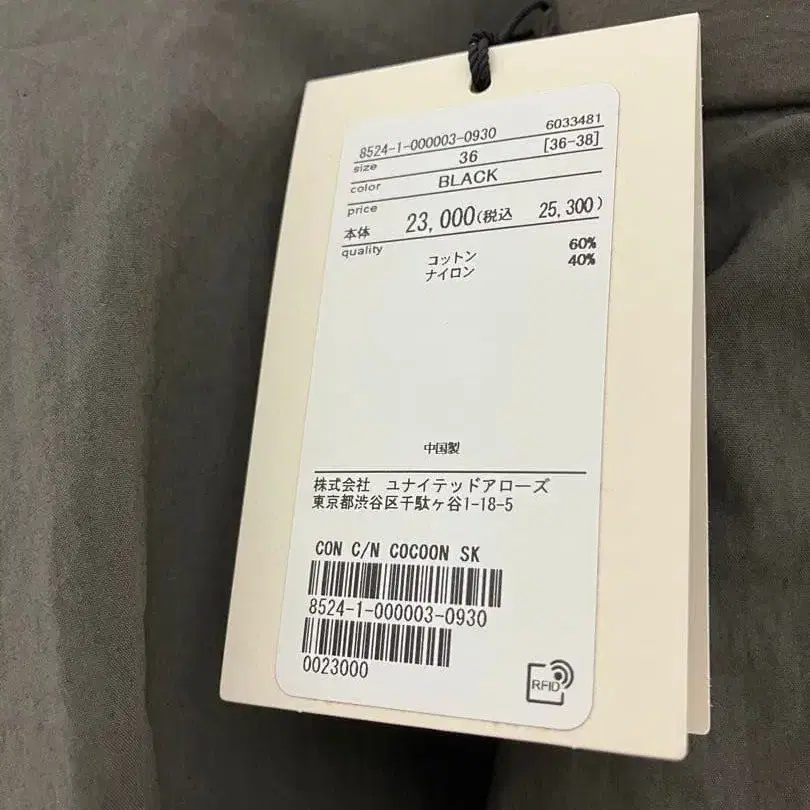 8524-1-000003-0930 6033481
size 36 [36-38]
color BLACK
price
本体 23,000(税込 25,300)
quality
コットン 60%
ナイロン 40%
中国製
株式会社 ユナイテッドアローズ
東京都渋谷区千駄ヶ谷1-18-5
CON C/N COCOON SK
8524-1-000003-0930
0023000
RFID